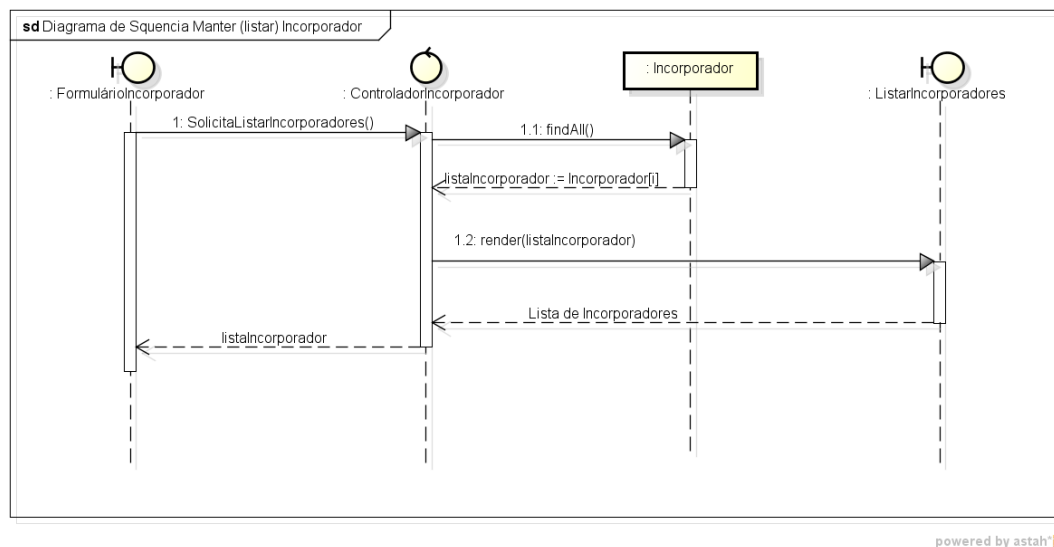 sd Diagrama de Squencia Manter (listar) Incorporador
: FormulárioIncorporador
: ControladorIncorporador
: Incorporador
: ListarIncorporadores
1: SolicitaListarIncorporadores()
1.1: findAll()
listaIncorporador := Incorporador[i]
1.2: render(listaIncorporador)
Lista de Incorporadores
listaIncorporador
powered by astah*